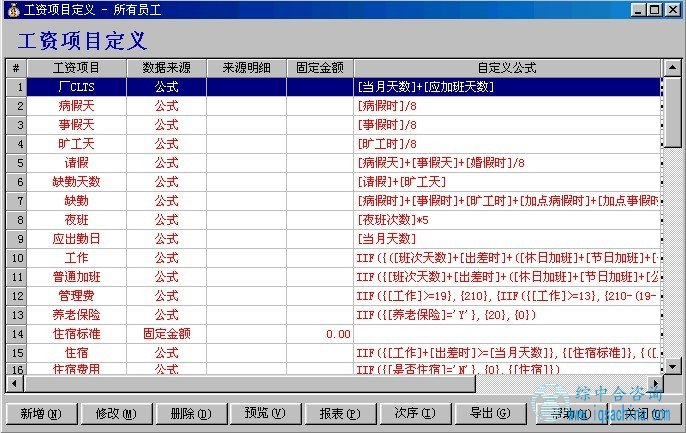 工资项目定义 - 所有员工
工资项目定义
# 工资项目 数据来源 来源明细 固定金额 自定义公式
1 厂CLTS 公式 [当月天数]+[应加班天数]
2 病假天 公式 [病假时]/8
3 事假天 公式 [事假时]/8
4 旷工天 公式 [旷工时]/8
5 请假 公式 [病假天]+[事假天]+[婚假时]/8
6 缺勤天数 公式 [请假]+[旷工天]
7 缺勤 公式 [病假时]+[事假时]+[旷工时]+[加点病假时]+[加点事假时
8 夜班 公式 [夜班次数]*5
9 应出勤日 公式 [当月天数]
10 工作 公式 IIF({([班次天数]+[出差时]+([休日加班]+[节日加班]+
11 普通加班 公式 IIF({[班次天数]+[出差时]+([休日加班]+[节日加班]+[公
12 管理费 公式 IIF({[工作]>=19},{210},{IIF({[工作]>=13},{210-(19-
13 养老保险 公式 IIF({[养老保险]='Y'},{20},{0})
14 住宿标准 固定金额 0.00
15 住宿 公式 IIF({[工作]+[出差时]>=[当月天数]},{[住宿标准]},{([
16 住宿费用 公式 IIF({[是否住宿]='N'},{0},{[住宿]})
新增(N) 修改(M) 删除(D) 预览(V) 报表(P) 次序(I) 导出(G) 帮助 关闭
综中合咨询